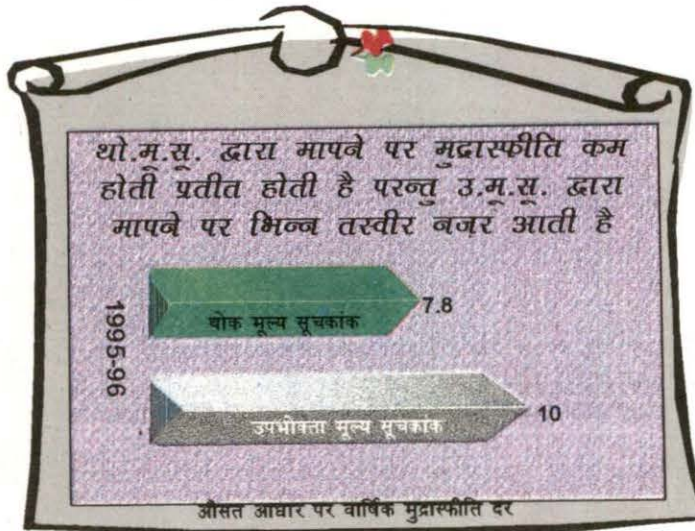 थो.मू.सू. द्वारा मापने पर मुद्रास्फीति कम
होती प्रतीत होती है परन्तु उ.मू.सू. द्वारा
मापने पर भिन्न तस्वीर नजर आती है
1995-96
थोक मूल्य सूचकांक
7.8
उपभोक्ता मूल्य सूचकांक
10
औसत आधार पर वार्षिक मुद्रास्फीति दर